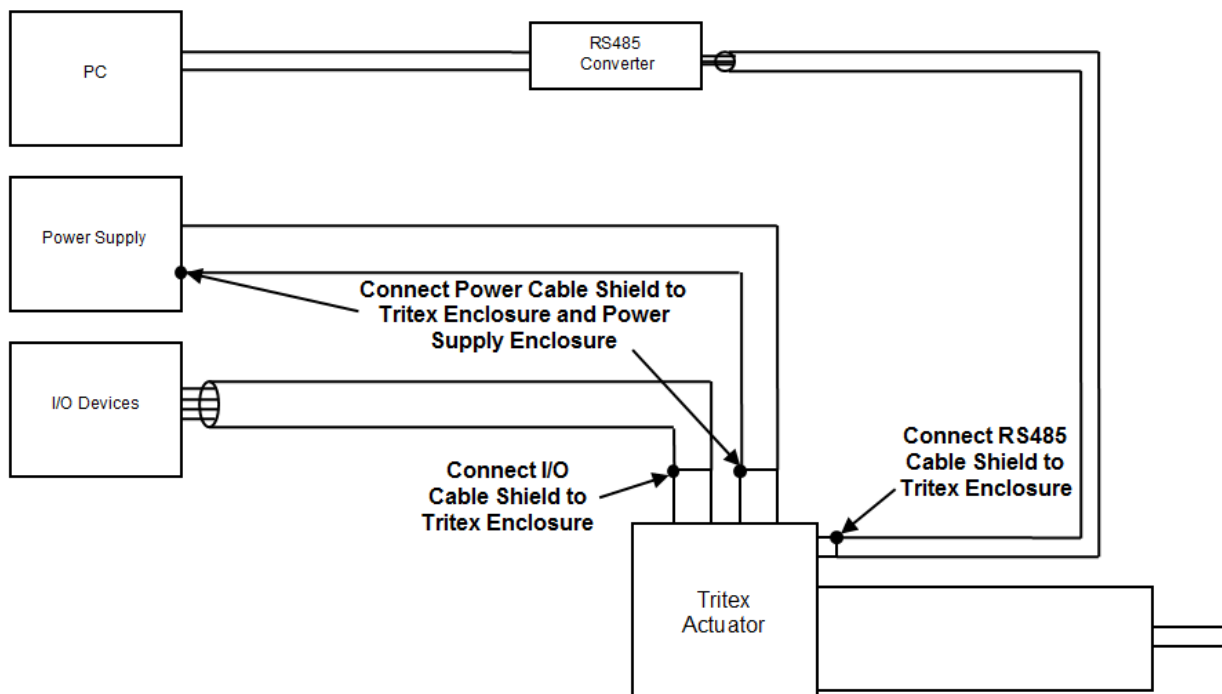 PC
RS485
Converter
Power Supply
Connect Power Cable Shield to
Tritex Enclosure and Power
Supply Enclosure
I/O Devices
Connect I/O
Cable Shield to
Tritex Enclosure
Connect RS485
Cable Shield to
Tritex Enclosure
Tritex
Actuator